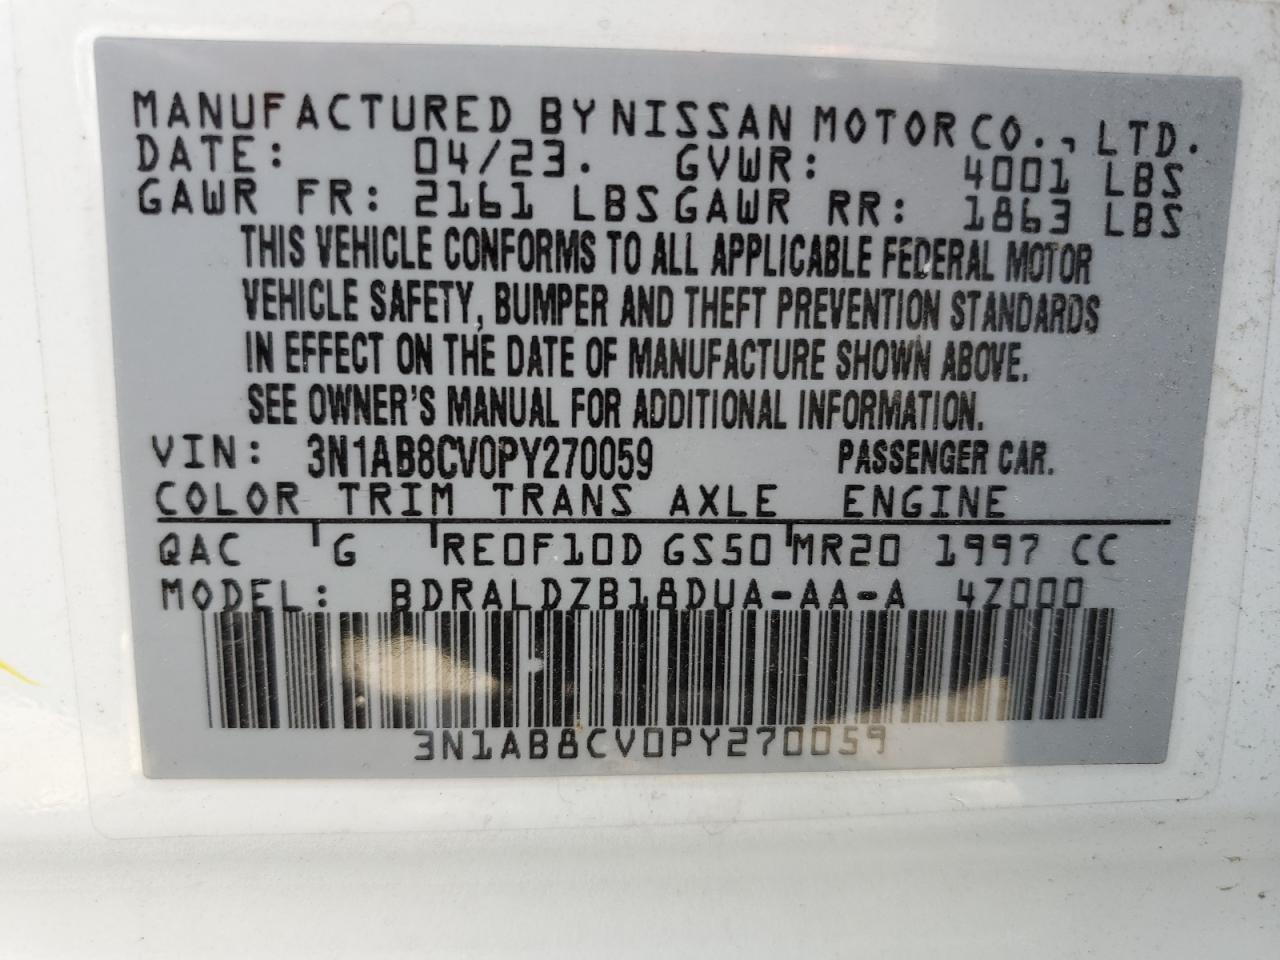 MANUFACTURED BY NISSAN MOTOR CO., LTD.
DATE: 04/23. GVWR: 4001 LBS
GAWR FR: 2161 LBS GAWR RR: 1863 LBS
THIS VEHICLE CONFORMS TO ALL APPLICABLE FEDERAL MOTOR
VEHICLE SAFETY, BUMPER AND THEFT PREVENTION STANDARDS
IN EFFECT ON THE DATE OF MANUFACTURE SHOWN ABOVE.
SEE OWNER'S MANUAL FOR ADDITIONAL INFORMATION.
VIN: 3N1AB8CV0PY270059 PASSENGER CAR.
COLOR TRIM TRANS AXLE ENGINE
QAC G RE0F10D GS50 MR20 1997 CC
MODEL: BDRALDZB18DUA-AA-A 4Z000
3N1AB8CV0PY270059